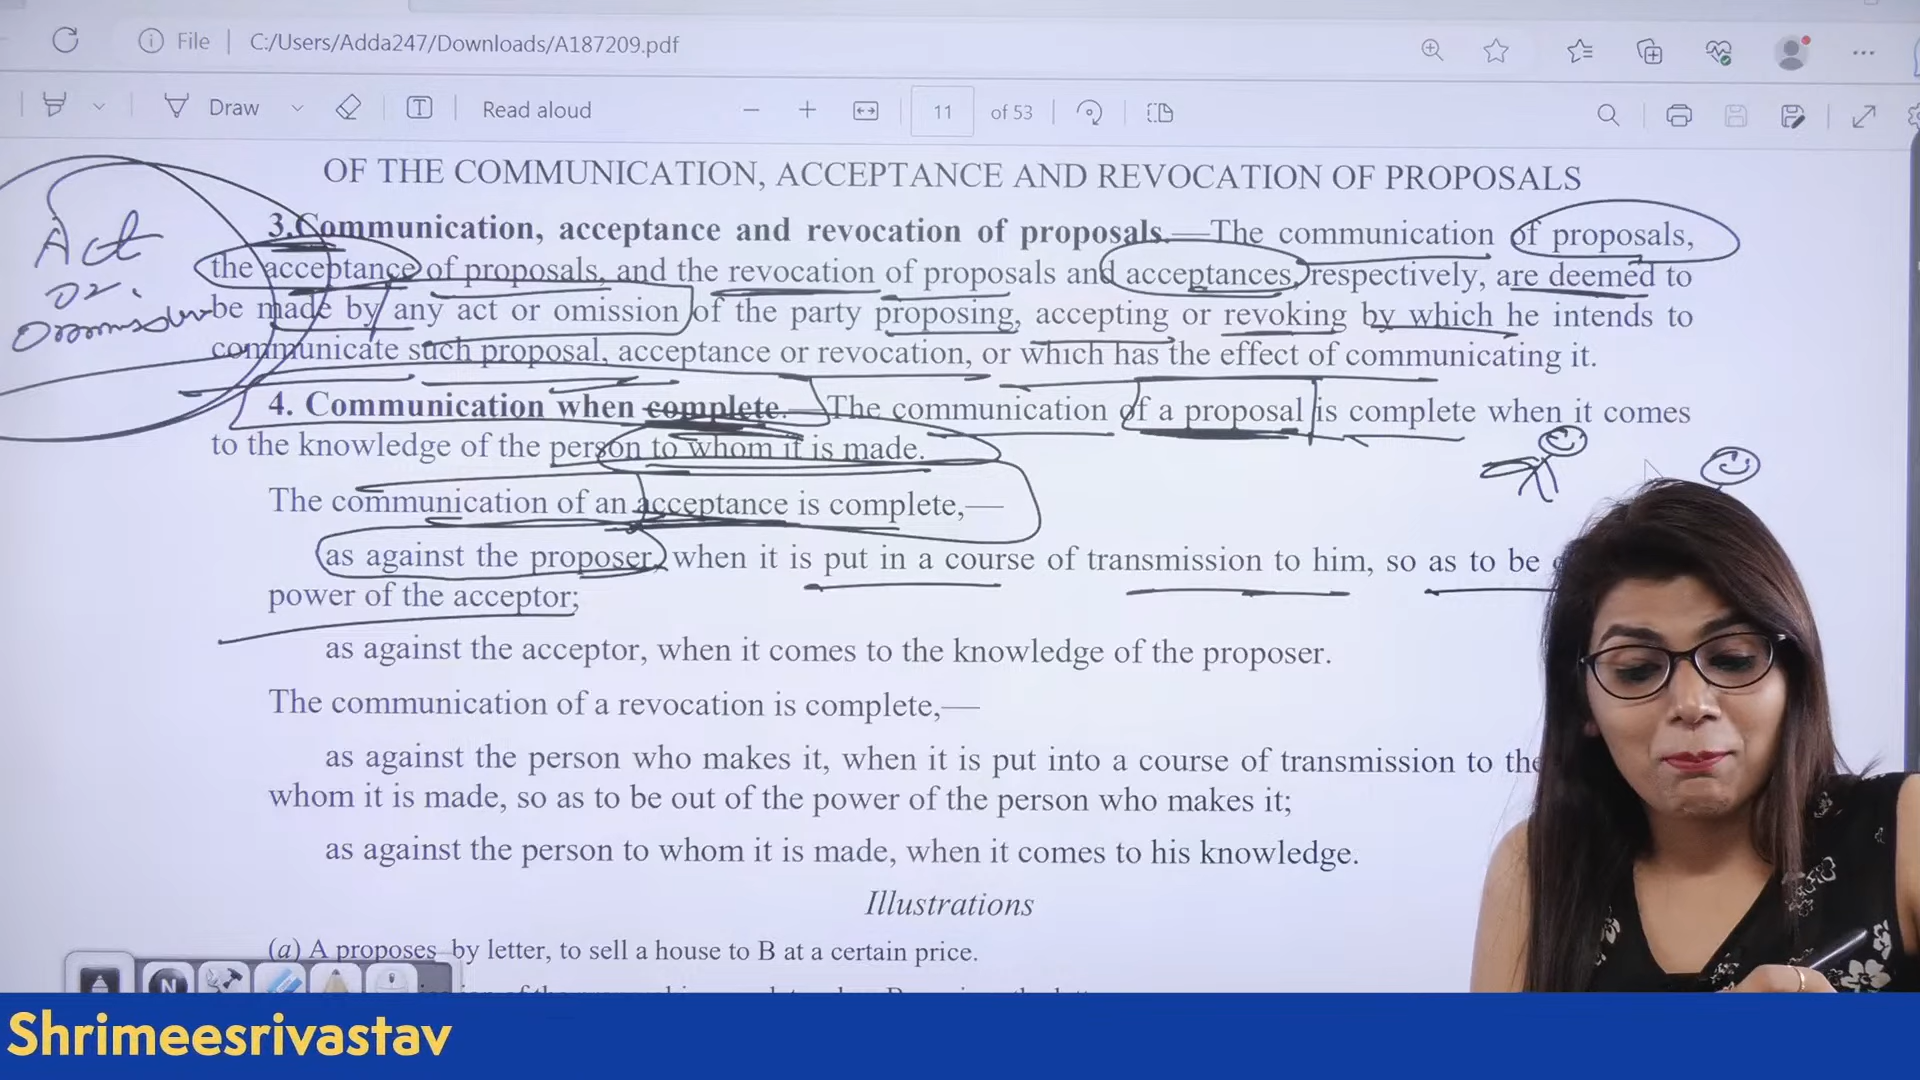 File | C:/Users/Adda247/Downloads/A187209.pdf
Draw
Read aloud
11 of 53
OF THE COMMUNICATION, ACCEPTANCE AND REVOCATION OF PROPOSALS
3.Communication, acceptance and revocation of proposals.—The communication of proposals,
the acceptance of proposals, and the revocation of proposals and acceptances, respectively, are deemed to
be made by any act or omission of the party proposing, accepting or revoking by which he intends to
communicate such proposal, acceptance or revocation, or which has the effect of communicating it.
Act
or
4. Communication when complete.—The communication of a proposal is complete when it comes
to the knowledge of the person to whom it is made.
The communication of an acceptance is complete,—
as against the proposer, when it is put in a course of transmission to him, so as to be
power of the acceptor;
as against the acceptor, when it comes to the knowledge of the proposer.
The communication of a revocation is complete,—
as against the person who makes it, when it is put into a course of transmission to the
whom it is made, so as to be out of the power of the person who makes it;
as against the person to whom it is made, when it comes to his knowledge.
Illustrations
(a) A proposes, by letter, to sell a house to B at a certain price.
N
Shrimeesrivastav